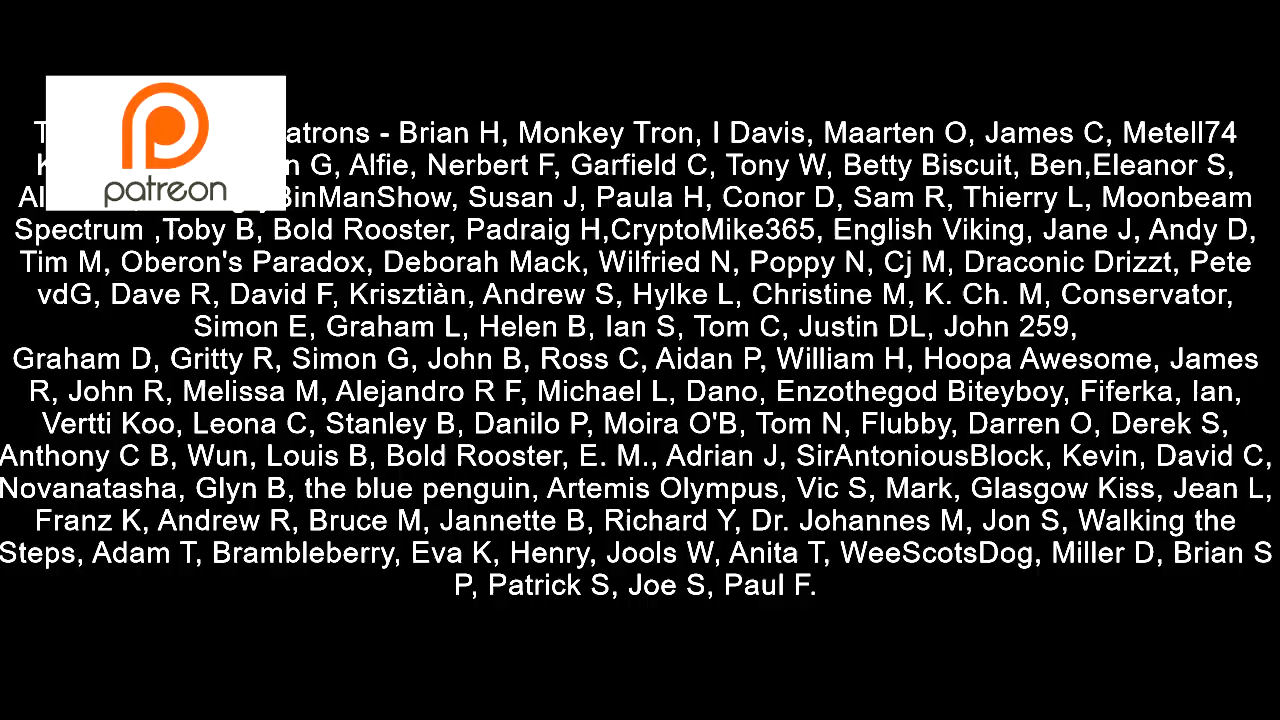 patreon
atrons - Brian H, Monkey Tron, I Davis, Maarten O, James C, Metell74
G, Alfie, Nerbert F, Garfield C, Tony W, Betty Biscuit, Ben,Eleanor S,
BinManShow, Susan J, Paula H, Conor D, Sam R, Thierry L, Moonbeam
Spectrum ,Toby B, Bold Rooster, Padraig H,CryptoMike365, English Viking, Jane J, Andy D,
Tim M, Oberon's Paradox, Deborah Mack, Wilfried N, Poppy N, Cj M, Draconic Drizzt, Pete
vdG, Dave R, David F, Krisztiàn, Andrew S, Hylke L, Christine M, K. Ch. M, Conservator,
Simon E, Graham L, Helen B, Ian S, Tom C, Justin DL, John 259,
Graham D, Gritty R, Simon G, John B, Ross C, Aidan P, William H, Hoopa Awesome, James
R, John R, Melissa M, Alejandro R F, Michael L, Dano, Enzothegod Biteyboy, Fiferka, Ian,
Vertti Koo, Leona C, Stanley B, Danilo P, Moira O'B, Tom N, Flubby, Darren O, Derek S,
Anthony C B, Wun, Louis B, Bold Rooster, E. M., Adrian J, SirAntoniousBlock, Kevin, David C,
Novanatasha, Glyn B, the blue penguin, Artemis Olympus, Vic S, Mark, Glasgow Kiss, Jean L,
Franz K, Andrew R, Bruce M, Jannette B, Richard Y, Dr. Johannes M, Jon S, Walking the
Steps, Adam T, Brambleberry, Eva K, Henry, Jools W, Anita T, WeeScotsDog, Miller D, Brian S
P, Patrick S, Joe S, Paul F.